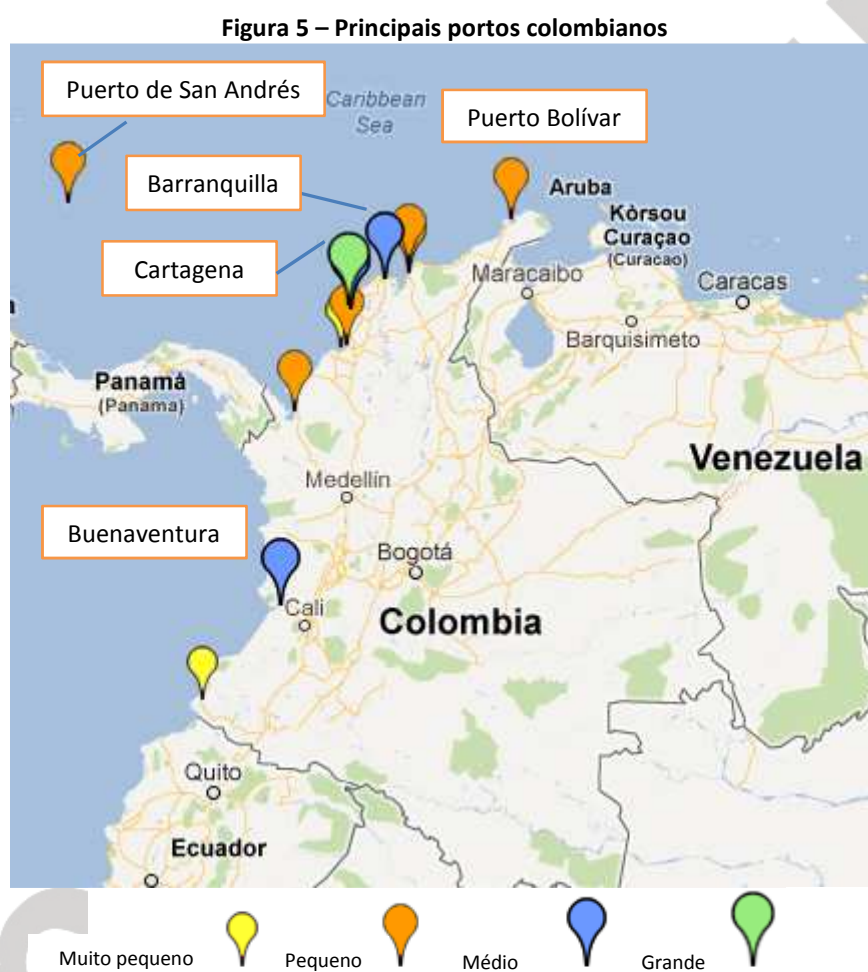 Figura 5 – Principais portos colombianos
Puerto de San Andrés
Caribbean
Sea
Puerto Bolívar
Barranquilla
Aruba
Kòrsou
Curaçao
(Curacao)
Cartagena
Maracaibo
Caracas
Barquisimeto
Panamá
(Panama)
Venezuela
Medellín
Buenaventura
Bogotá
Cali
Colombia
Quito
Ecuador
Muito pequeno
Pequeno
Médio
Grande